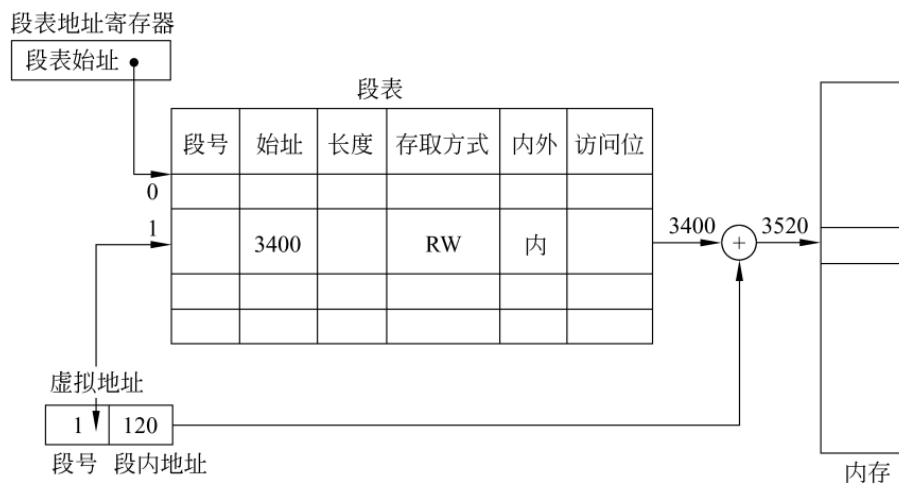 段表地址寄存器
段表始址
段表
段号 始址 长度 存取方式 内外 访问位
0
1 3400 RW 内 3400 + 3520
虚拟地址
1 120
段号 段内地址
内存